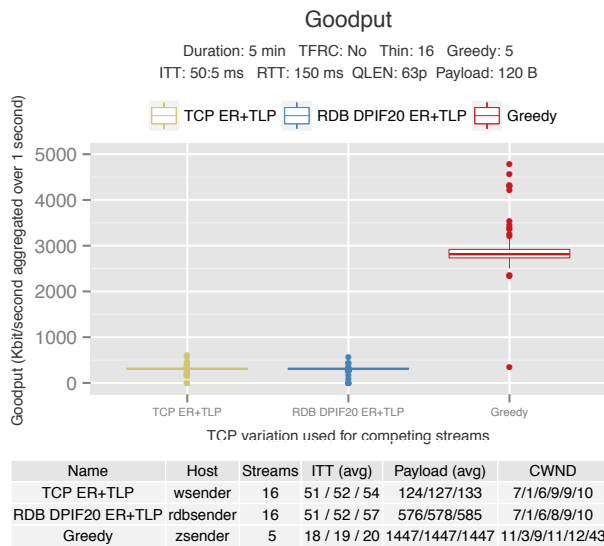 Goodput
Duration: 5 min TFRC: No Thin: 16 Greedy: 5
ITT: 50:5 ms RTT: 150 ms QLEN: 63p Payload: 120 B
TCP ER+TLP RDB DPIF20 ER+TLP Greedy
Goodput (Kbit/second aggregated over 1 second)
5000
4000
3000
2000
1000
0
TCP ER+TLP RDB DPIF20 ER+TLP Greedy
TCP variation used for competing streams
Name Host Streams ITT (avg) Payload (avg) CWND
TCP ER+TLP wsender 16 51 / 52 / 54 124/127/133 7/1/6/9/9/10
RDB DPIF20 ER+TLP rdbsender 16 51 / 52 / 57 576/578/585 7/1/6/8/9/10
Greedy zsender 5 18 / 19 / 20 1447/1447/1447 11/3/9/11/12/43